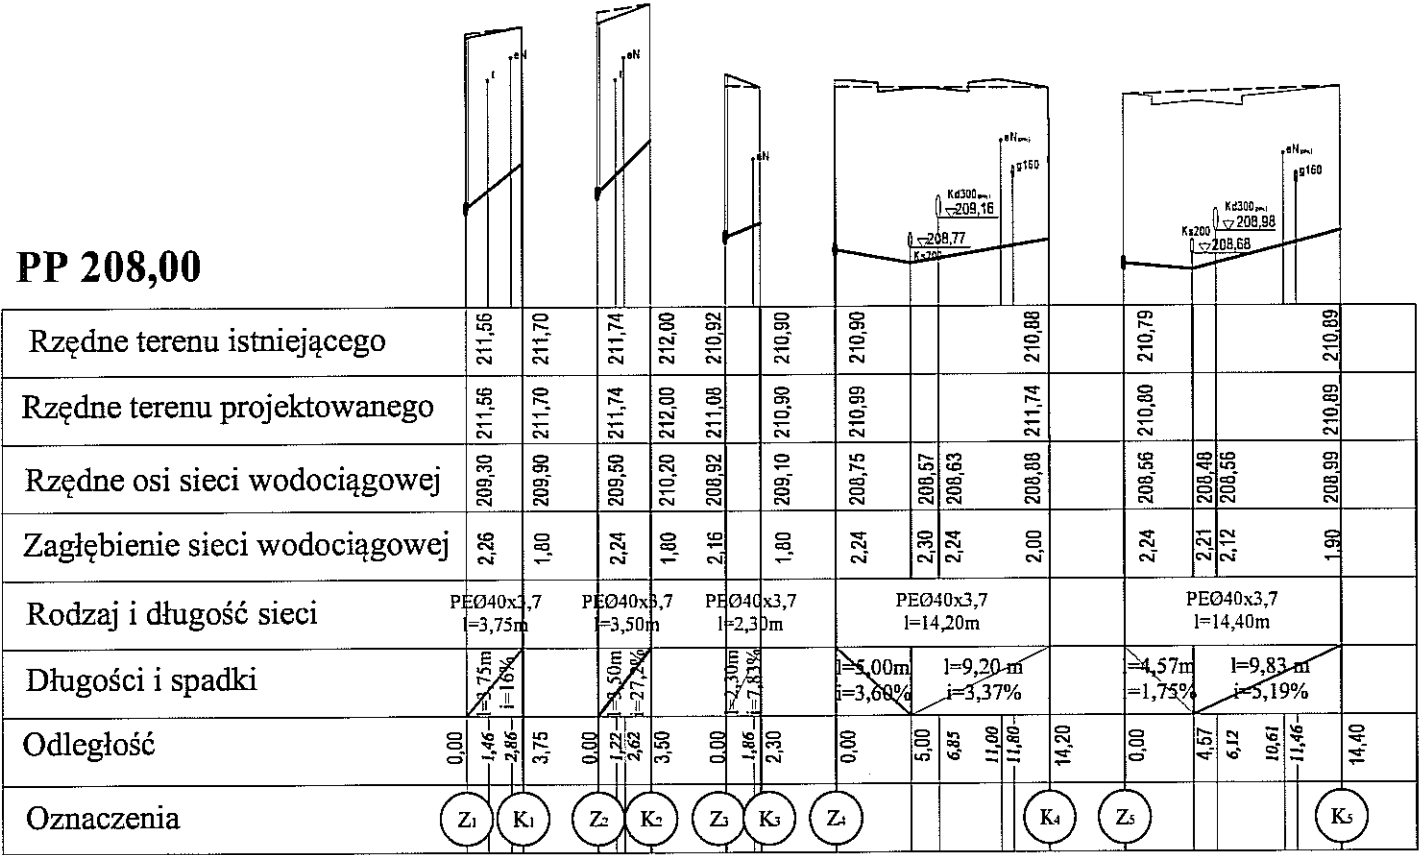 t
eN
t
eN
eN
eN proj
g160
Kd300 proj
▽209,16
▽208,77
Ks200
eN proj
g160
Kd300 proj
▽208,98
Ks200
▽208,68
PP 208,00
Rzędne terenu istniejącego 211,56 211,70 211,74 212,00 210,92 210,90 210,90 210,88 210,79 210,89
Rzędne terenu projektowanego 211,56 211,70 211,74 212,00 211,08 210,90 210,99 211,74 210,80 210,89
Rzędne osi sieci wodociągowej 209,30 209,90 209,50 210,20 208,92 209,10 208,75 208,57 208,63 208,88 208,56 208,48 208,56 208,99
Zagłębienie sieci wodociągowej 2,26 1,80 2,24 1,80 2,16 1,80 2,24 2,30 2,24 2,00 2,24 2,21 2,12 1,90
Rodzaj i długość sieci
PEØ40x3,7
l=3,75m
PEØ40x3,7
l=3,50m
PEØ40x3,7
l=2,30m
PEØ40x3,7
l=14,20m
PEØ40x3,7
l=14,40m
Długości i spadki
l=3,75m
i=16%
l=3,50m
i=27,2%
l=2,30m
i=7,83%
l=5,00m
i=3,60%
l=9,20 m
i=3,37%
=4,57m
=1,75%
l=9,83 m
i=5,19%
Odległość 0,00 1,46 2,86 3,75 0,00 1,22 2,62 3,50 0,00 1,86 2,30 0,00 5,00 6,85 11,00 11,80 14,20 0,00 4,57 6,12 10,61 11,46 14,40
Oznaczenia Z1 K1 Z2 K2 Z3 K3 Z4 K4 Z5 K5